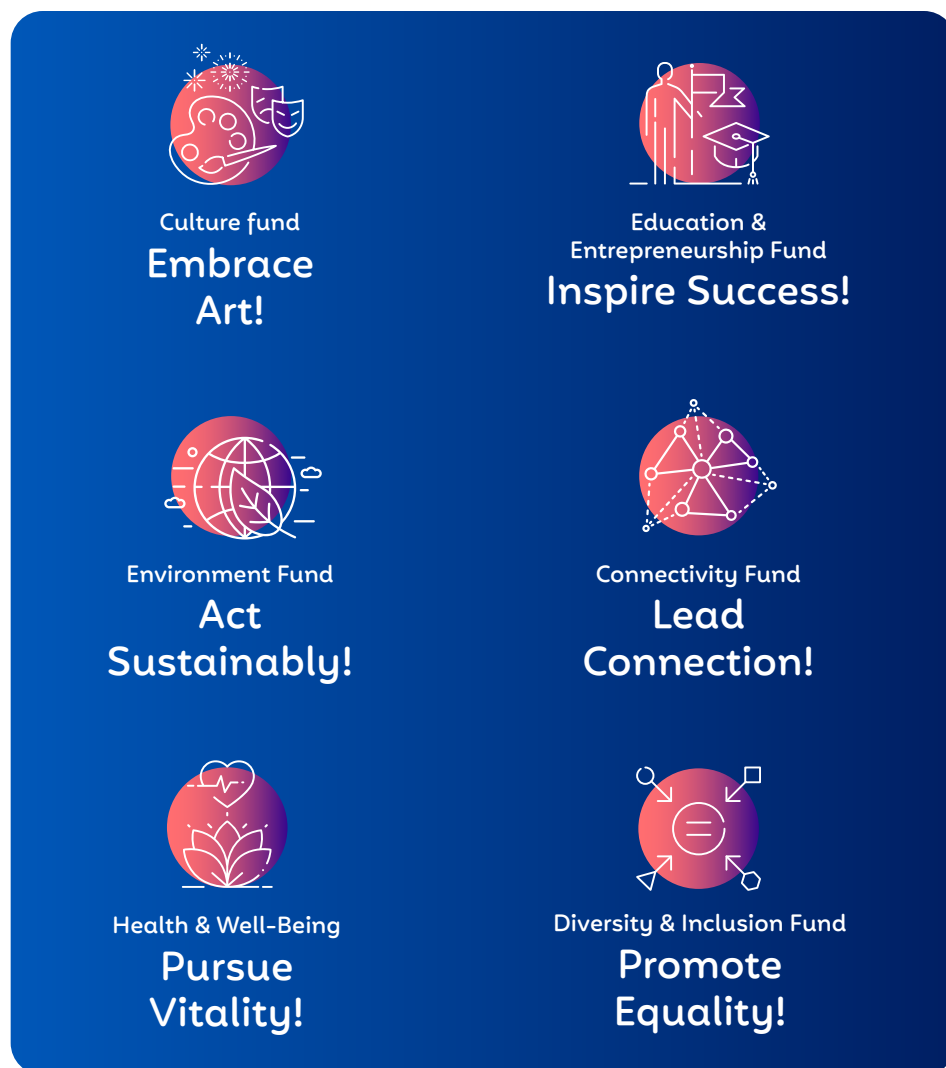 Culture fund
Embrace
Art!
Education &
Entrepreneurship Fund
Inspire Success!
Environment Fund
Act
Sustainably!
Connectivity Fund
Lead
Connection!
Health & Well-Being
Pursue
Vitality!
Diversity & Inclusion Fund
Promote
Equality!